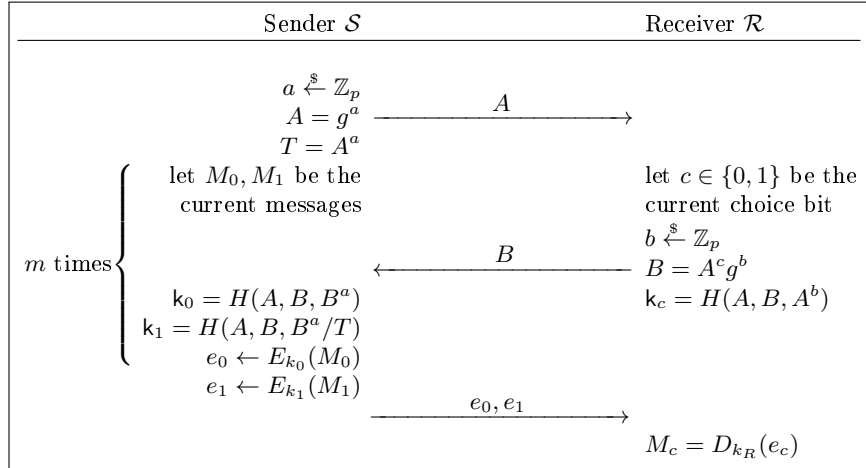 Sender 𝒮 Receiver ℛ
a ←$ ℤ_p
A = g^a A
T = A^a
let M_0, M_1 be the let c ∈ {0, 1} be the
current messages current choice bit
b ←$ ℤ_p
m times B B = A^c g^b
k_0 = H(A, B, B^a) k_c = H(A, B, A^b)
k_1 = H(A, B, B^a/T)
e_0 ← E_{k_0}(M_0)
e_1 ← E_{k_1}(M_1)
e_0, e_1
M_c = D_{k_R}(e_c)